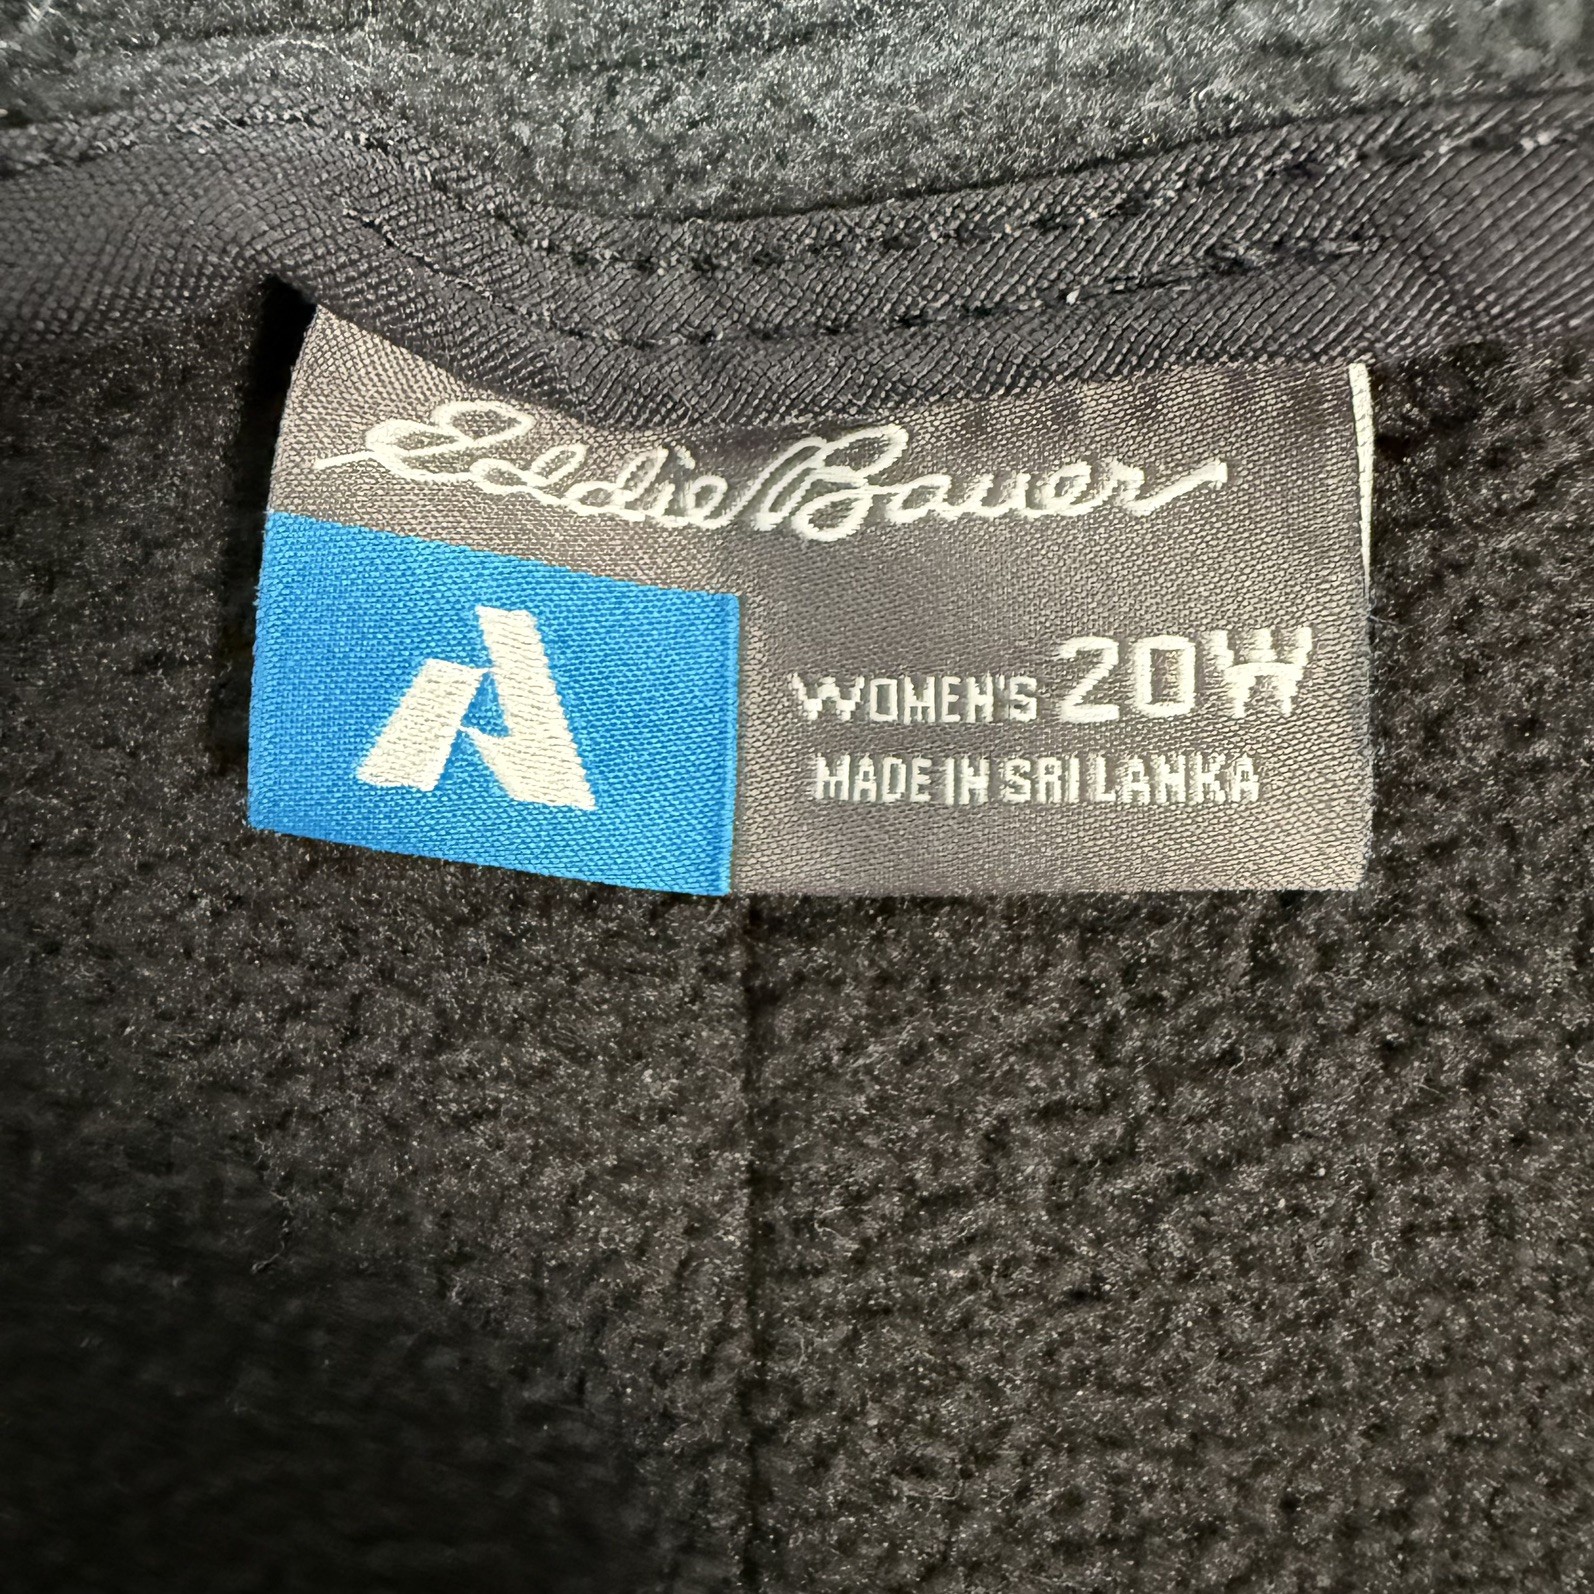 Eddie Bauer
WOMEN'S 20W
MADE IN SRI LANKA